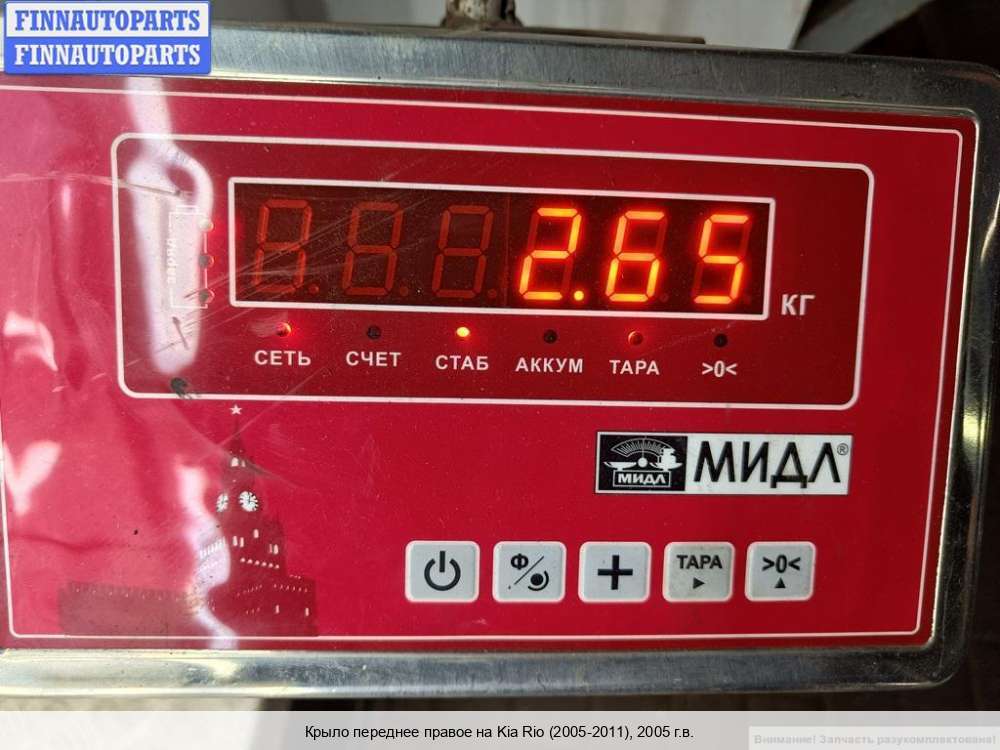 FINNAUTOPARTS
FINNAUTOPARTS
2.65
КГ
СЕТЬ СЧЕТ СТАБ АККУМ ТАРА >0<
МИДЛ МИДЛ®
Ф ТАРА >0<
Крыло переднее правое на Kia Rio (2005-2011), 2005 г.в.
Внимание! Запчасть разукомплектована!